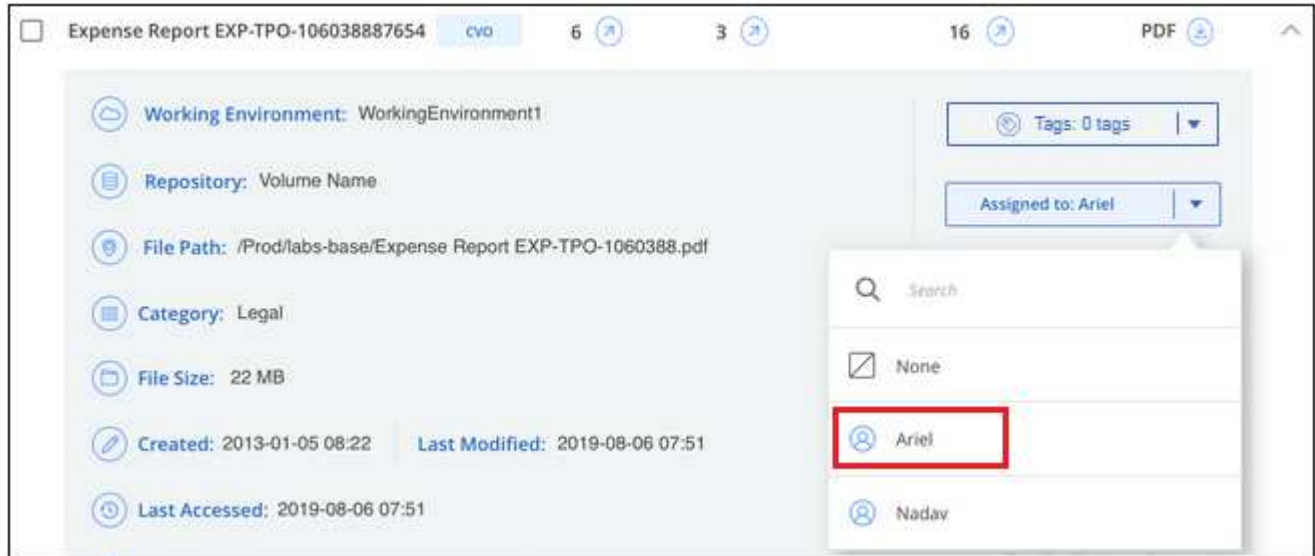 Expense Report EXP-TPO-106038887654 CVO 6 3 16 PDF
Working Environment: WorkingEnvironment1
Tags: 0 tags
Repository: Volume Name
Assigned to: Ariel
File Path: /Prod/labs-base/Expense Report EXP-TPO-1060388.pdf
Search
Category: Legal
None
File Size: 22 MB
Ariel
Created: 2013-01-05 08:22 Last Modified: 2019-08-06 07:51
Last Accessed: 2019-08-06 07:51
Nadav